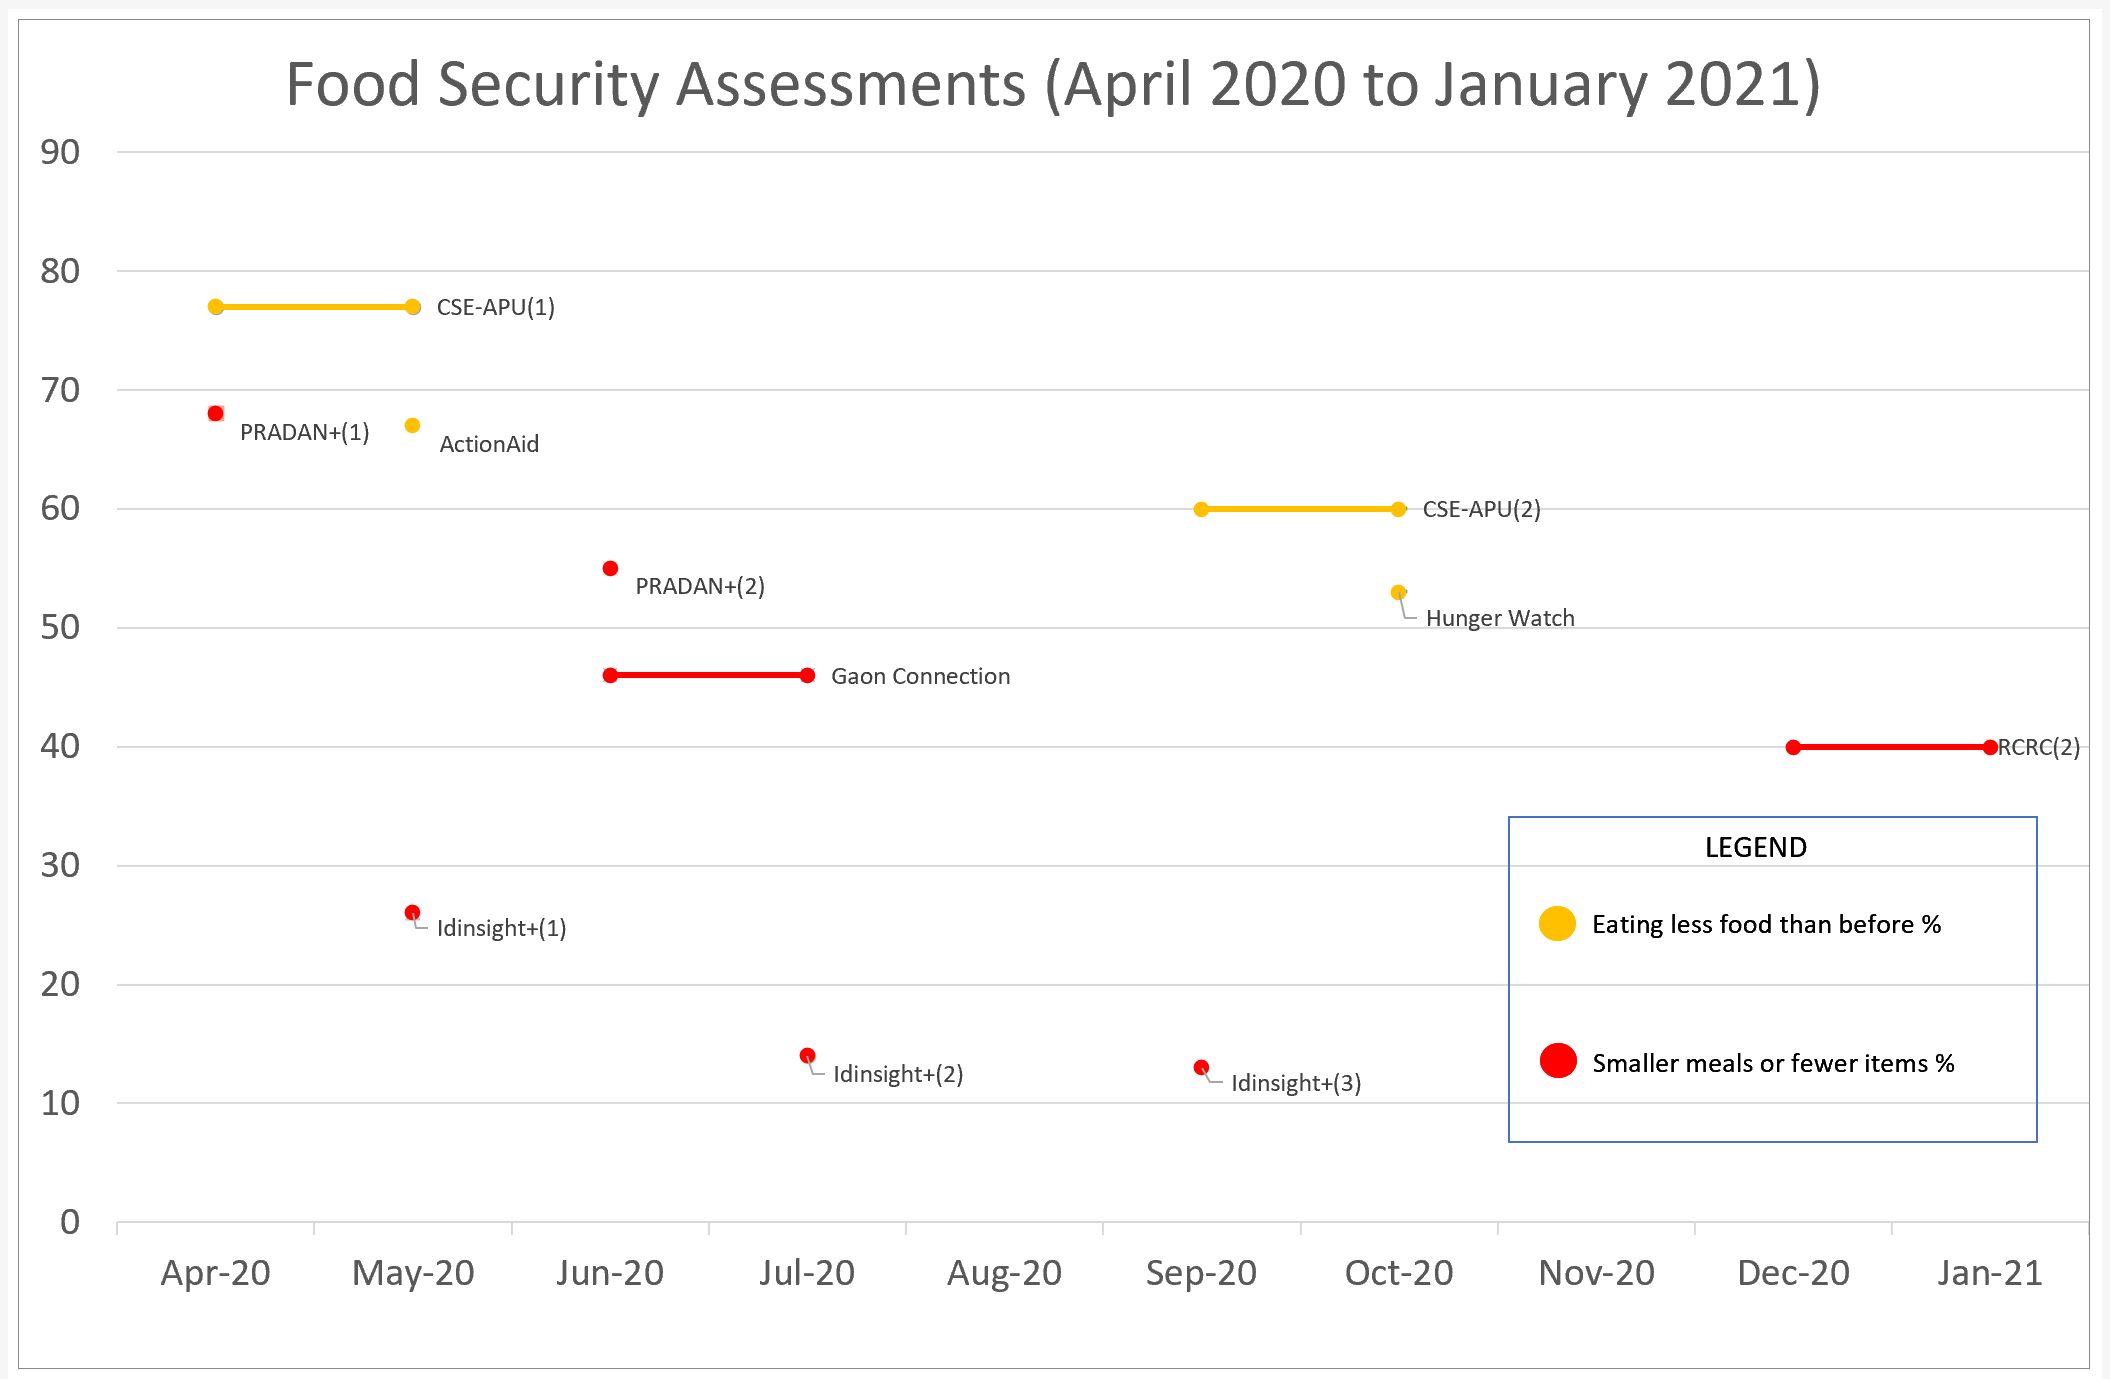 Food Security Assessments (April 2020 to January 2021)
90
80
CSE-APU(1)
70
PRADAN+(1)
ActionAid
60
CSE-APU(2)
PRADAN+(2)
Hunger Watch
50
Gaon Connection
40
RCRC(2)
LEGEND
30
Idinsight+(1)
Eating less food than before %
20
Smaller meals or fewer items %
Idinsight+(2)
Idinsight+(3)
10
0
Apr-20 May-20 Jun-20 Jul-20 Aug-20 Sep-20 Oct-20 Nov-20 Dec-20 Jan-21